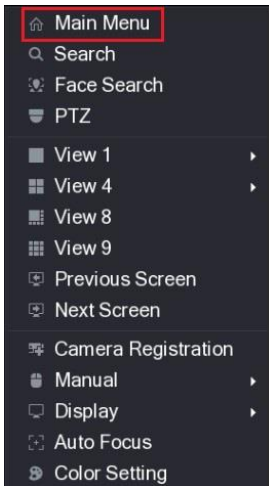 Main Menu
Search
Face Search
PTZ
View 1
View 4
View 8
View 9
Previous Screen
Next Screen
Camera Registration
Manual
Display
Auto Focus
Color Setting